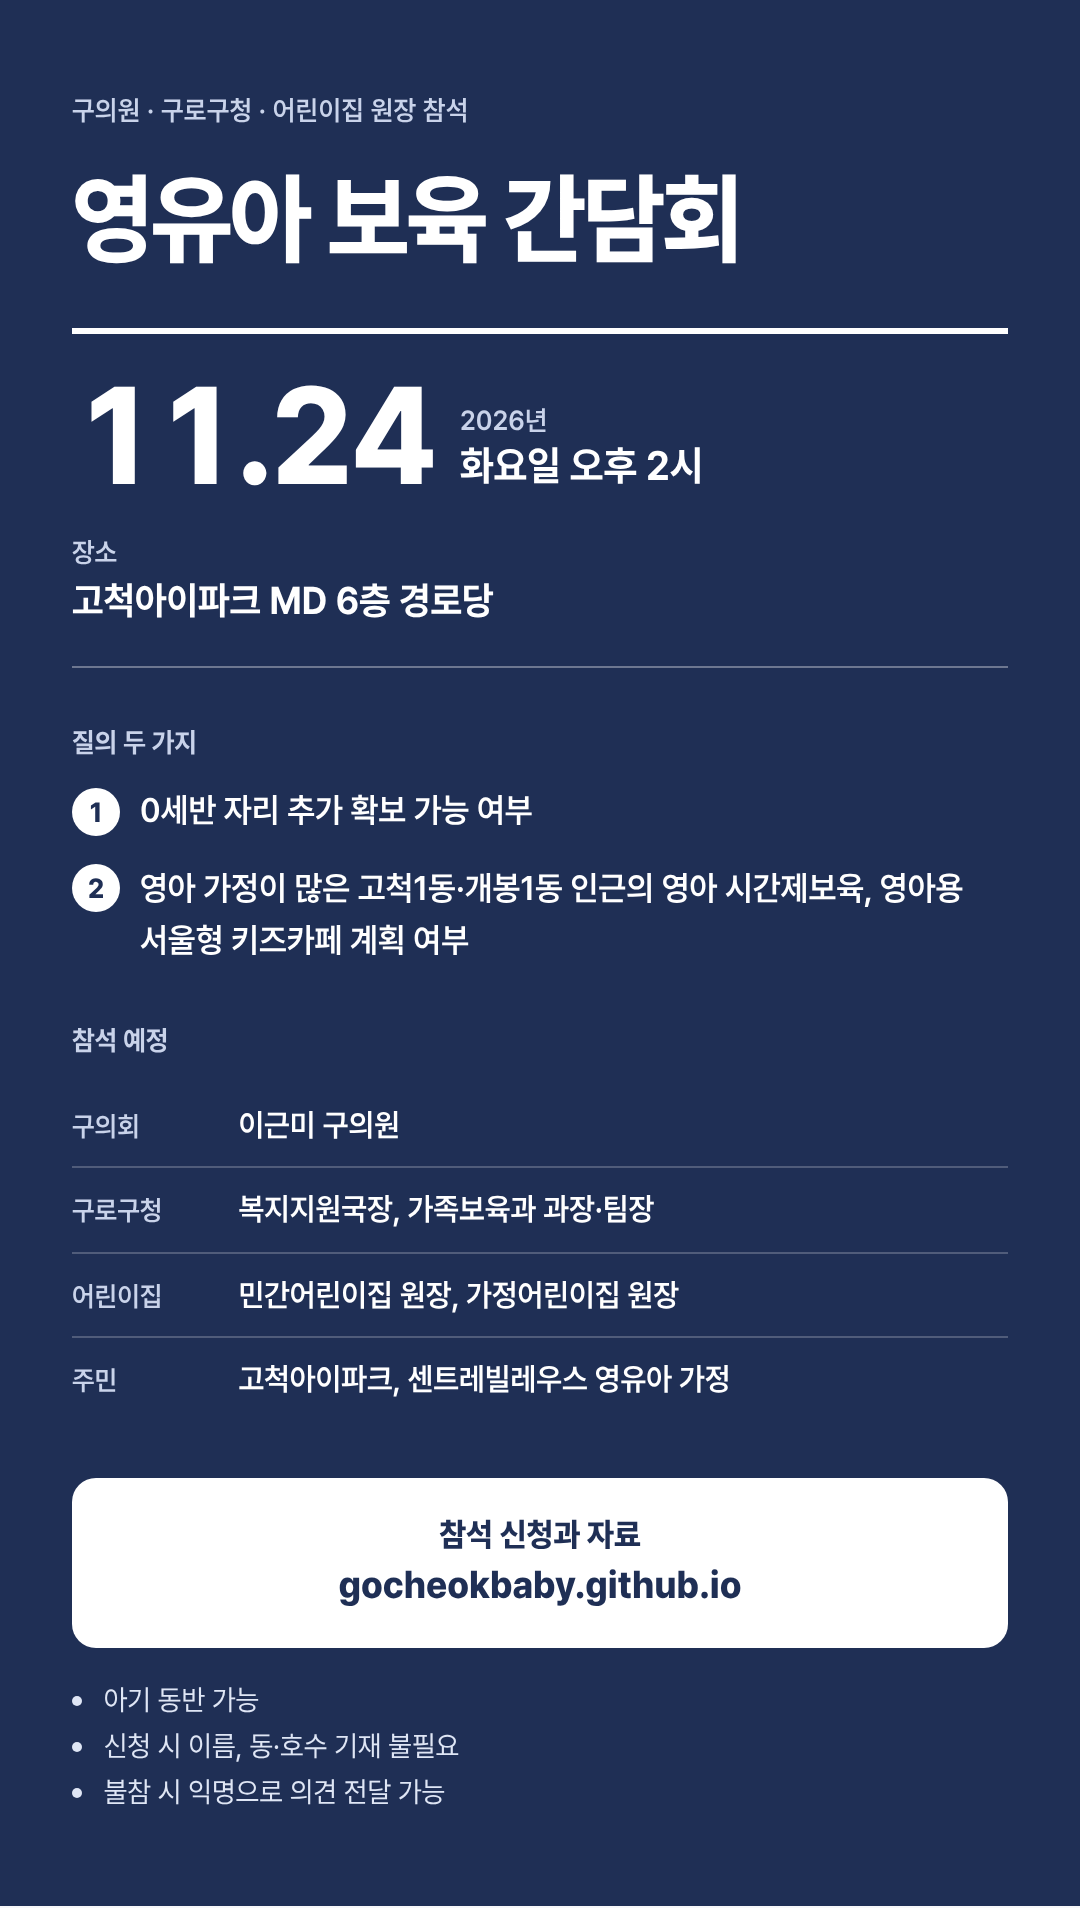 구의원 · 구로구청 · 어린이집 원장 참석
영유아 보육 간담회
11.24
2026년
화요일 오후 2시
장소
고척아이파크 MD 6층 경로당
질의 두 가지
1 0세반 자리 추가 확보 가능 여부
2 영아 가정이 많은 고척1동·개봉1동 인근의 영아 시간제보육, 영아용
서울형 키즈카페 계획 여부
참석 예정
구의회 이근미 구의원
구로구청 복지지원국장, 가족보육과 과장·팀장
어린이집 민간어린이집 원장, 가정어린이집 원장
주민 고척아이파크, 센트레빌레우스 영유아 가정
참석 신청과 자료
gocheokbaby.github.io
• 아기 동반 가능
• 신청 시 이름, 동·호수 기재 불필요
• 불참 시 익명으로 의견 전달 가능